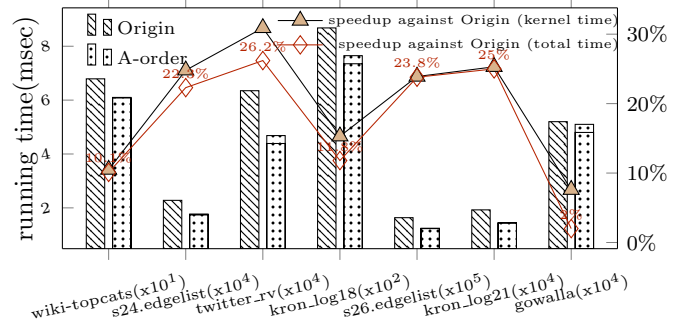 Origin
A-order
speedup against Origin (kernel time)
speedup against Origin (total time)
running time(msec)
8
6
4
2
30%
20%
10%
0%
26.2%
23.8%
25%
2%
wiki-topcats(x10¹)
s24.edgelist(x10⁴)
twitter_rv(x10⁴)
kron_log18(x10²)
s26.edgelist(x10⁵)
kron_log21(x10⁴)
gowalla(x10⁴)